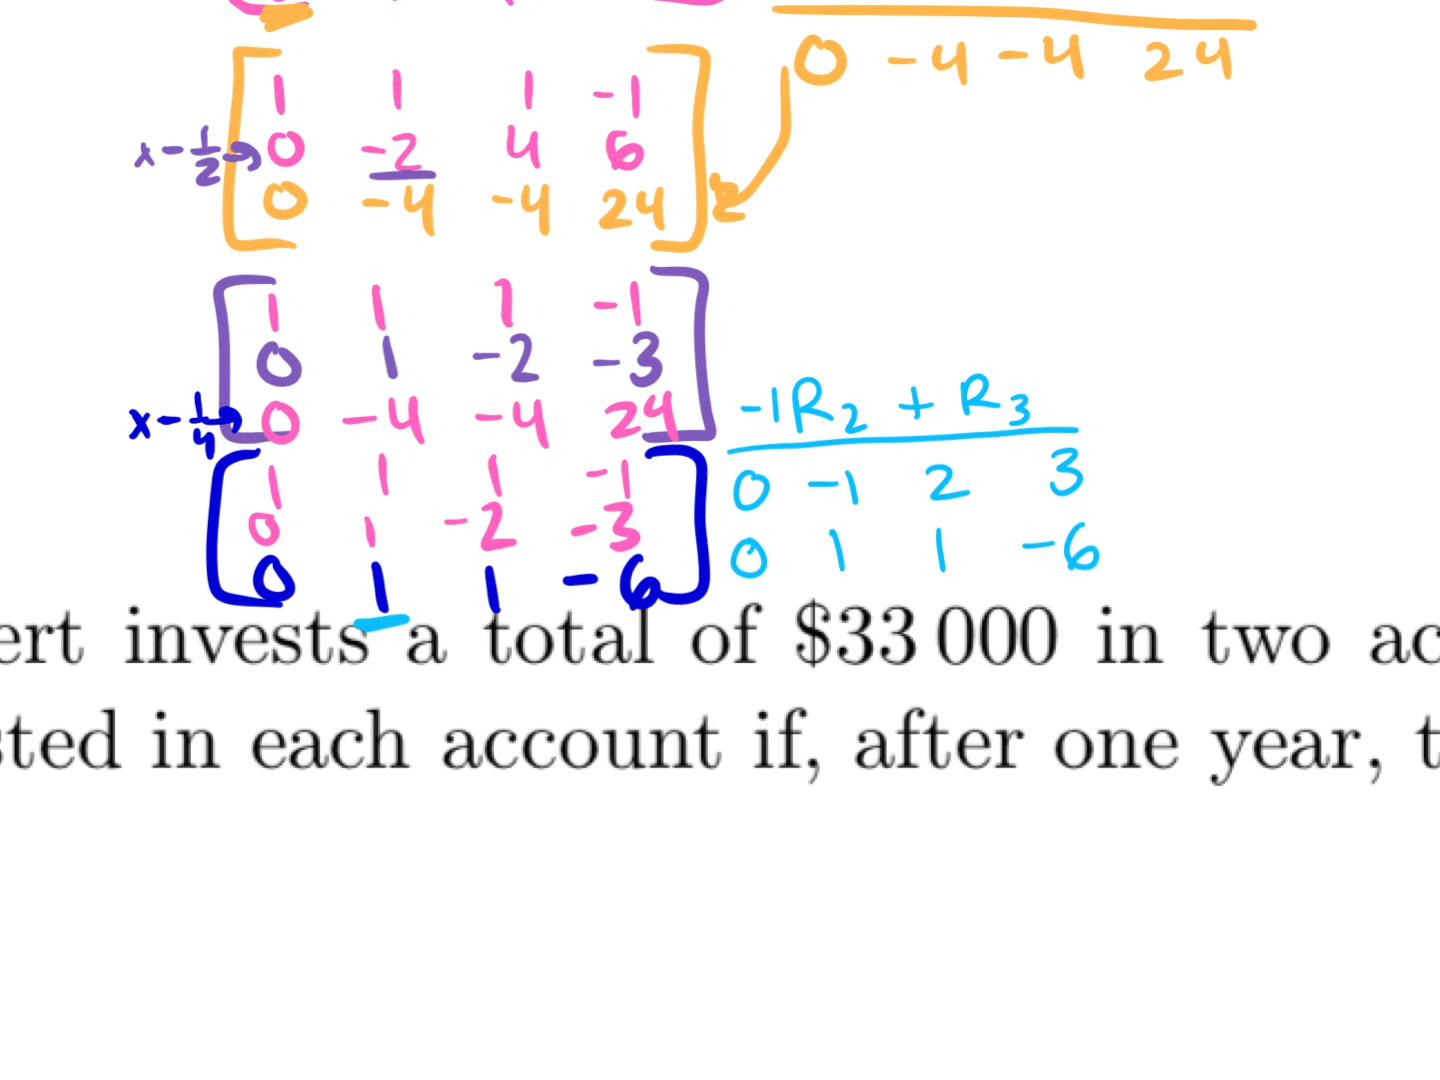 0 -4 -4 24
1 1 1 -1
x-1/2 → 0 -2 4 6
0 -4 -4 24
1 1 1 -1
0 1 -2 -3
x-1/4 → 0 -4 -4 24
-1R2 + R3
1 1 1 -1
0 -1 2 3
0 1 -2 -3
0 1 1 -6
0 1 1 -6
ert invests a total of $33 000 in two ac
sted in each account if, after one year, t